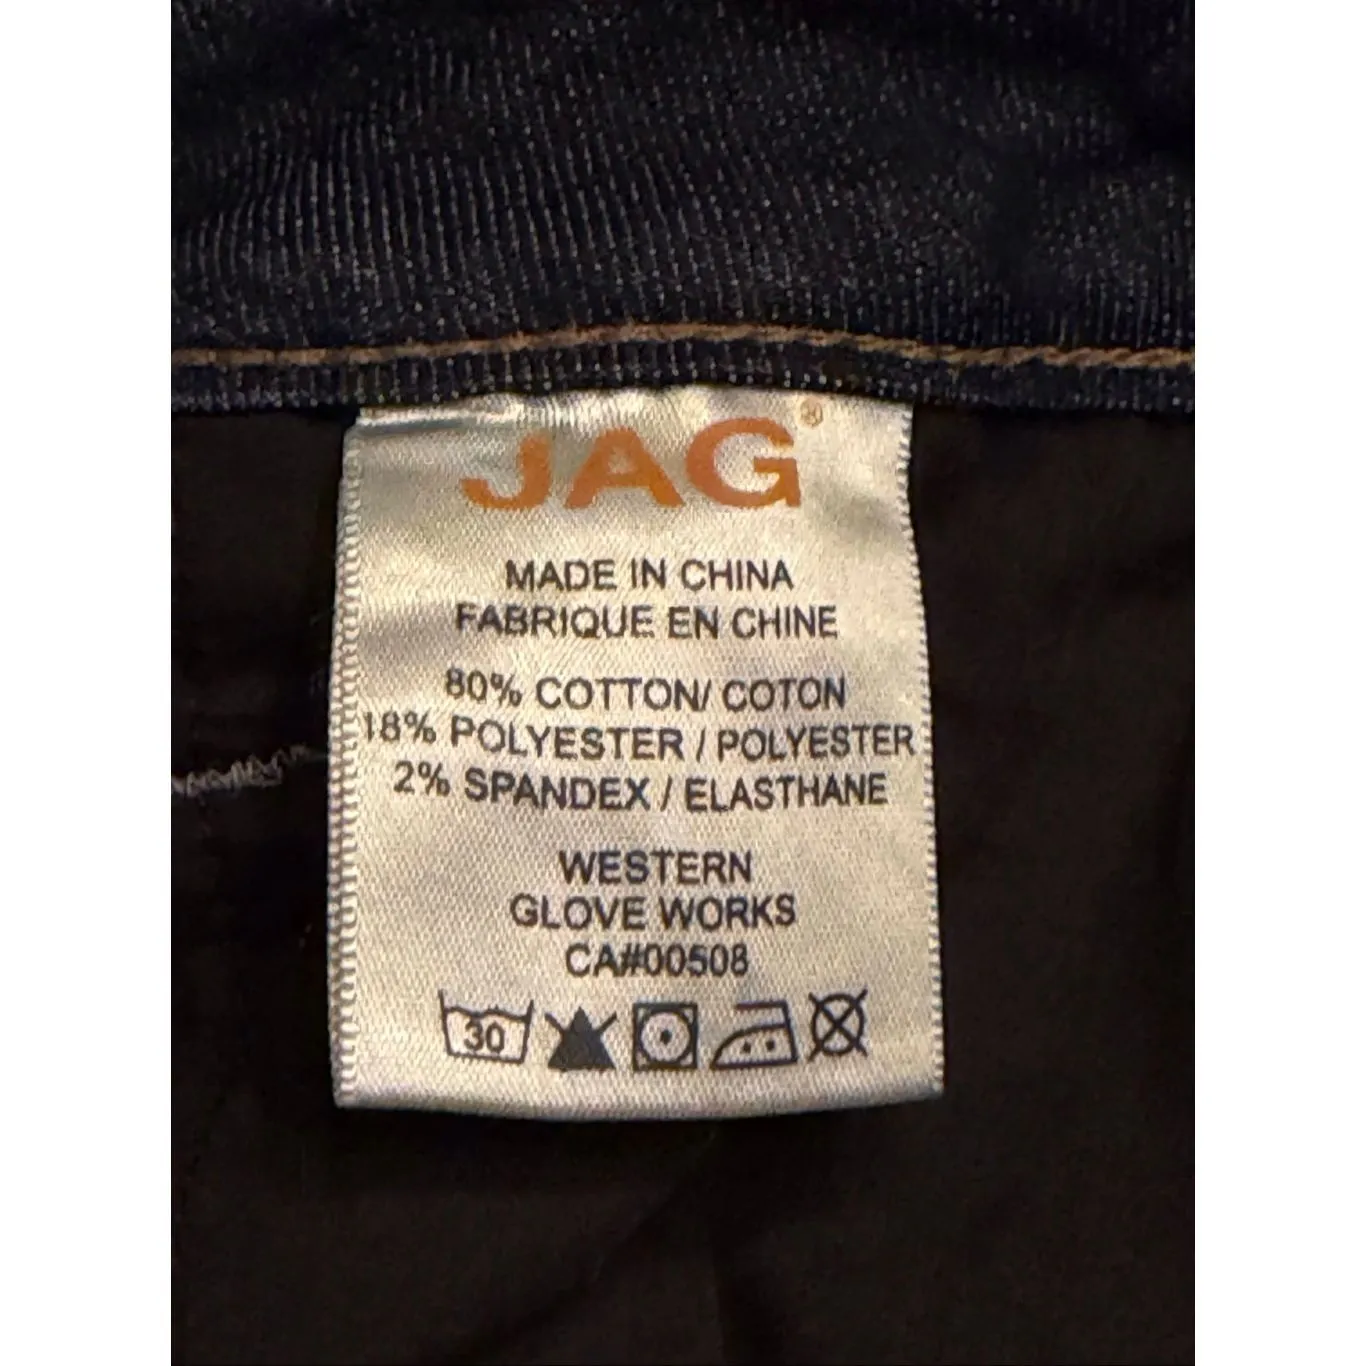 JAG®
MADE IN CHINA
FABRIQUE EN CHINE
80% COTTON/ COTON
18% POLYESTER / POLYESTER
2% SPANDEX / ELASTHANE
WESTERN
GLOVE WORKS
CA#00508
30